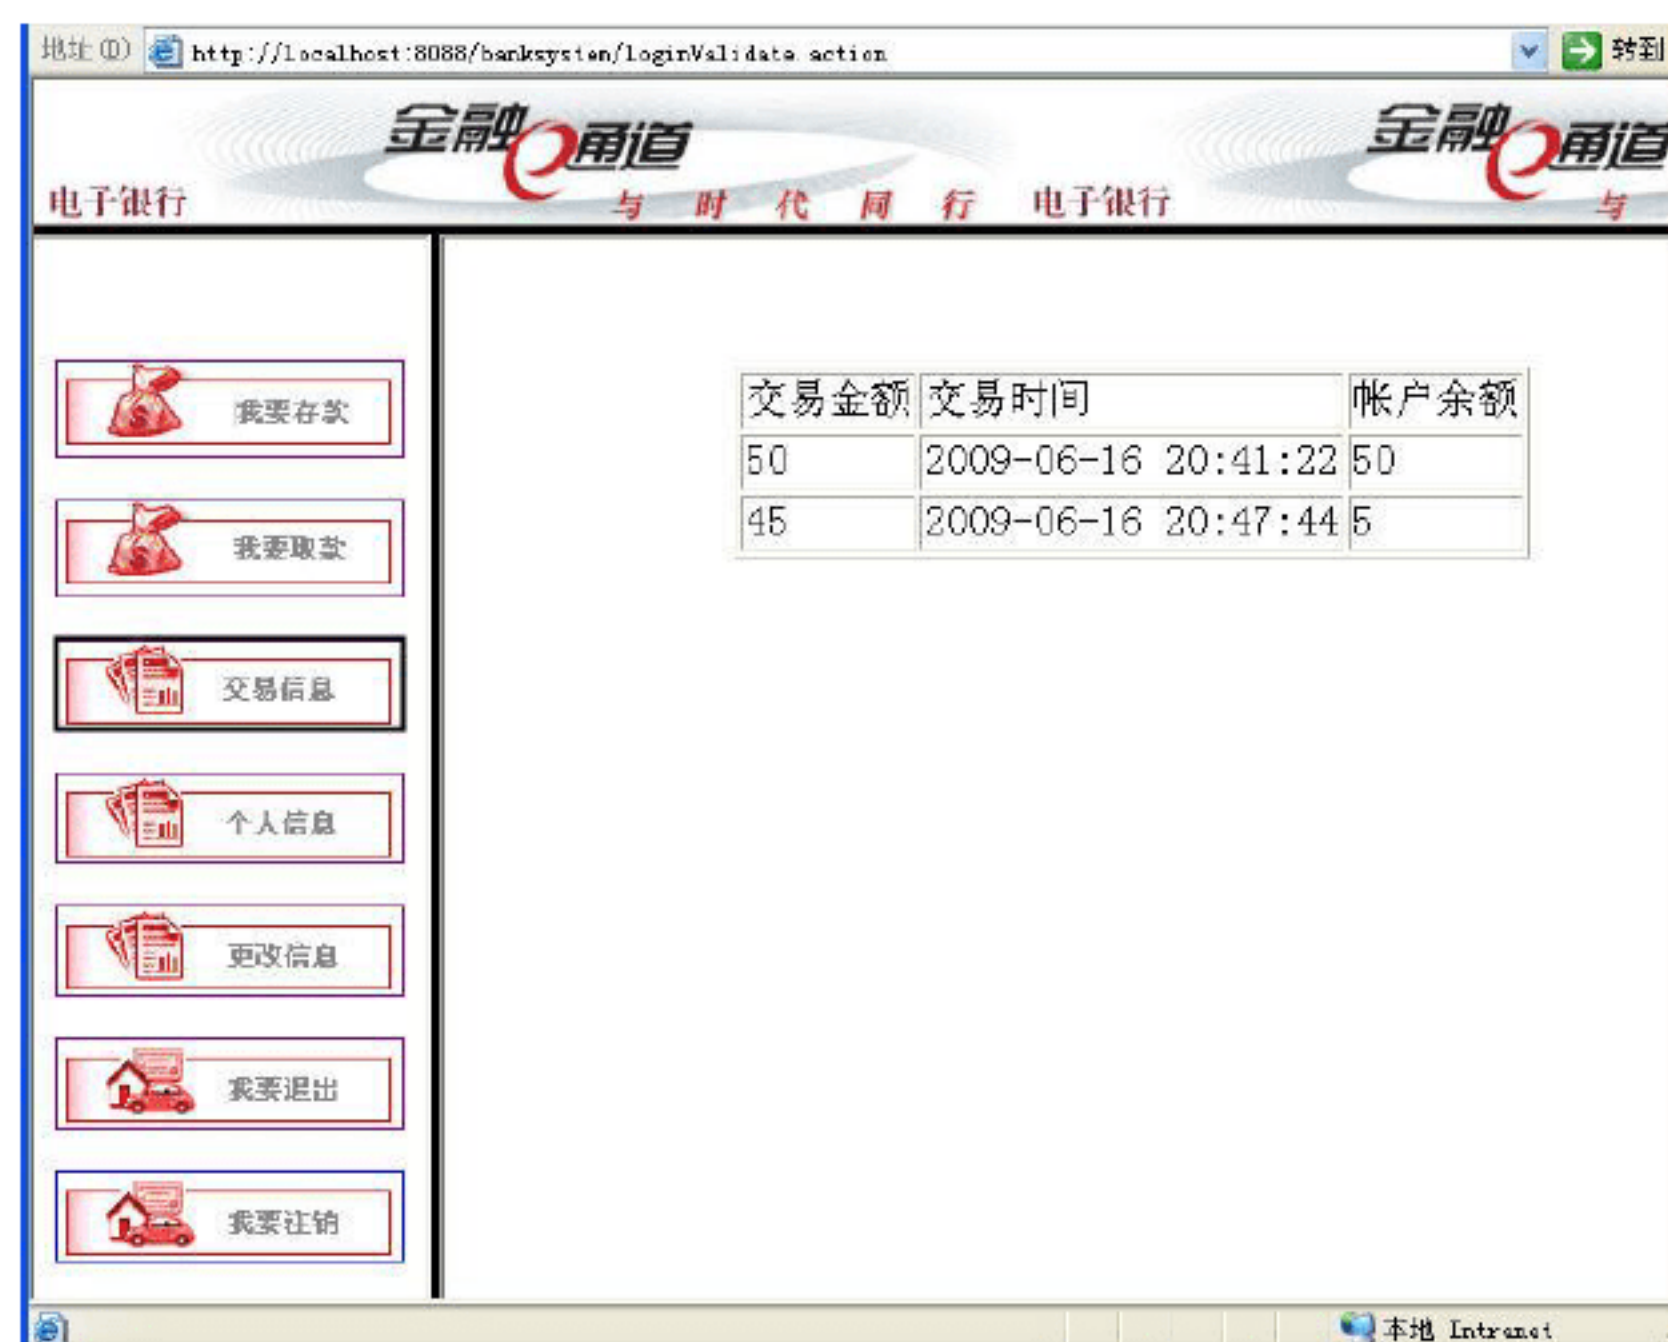 地址(D) http://localhost:8088/banksystem/loginValidate.action 转到
金融e通道 金融e通道
电子银行 与时代同行 电子银行 与
我要存款
我要取款
交易信息
个人信息
更改信息
我要退出
我要注销
交易金额 交易时间 帐户余额
50 2009-06-16 20:41:22 50
45 2009-06-16 20:47:44 5
本地 Intranet